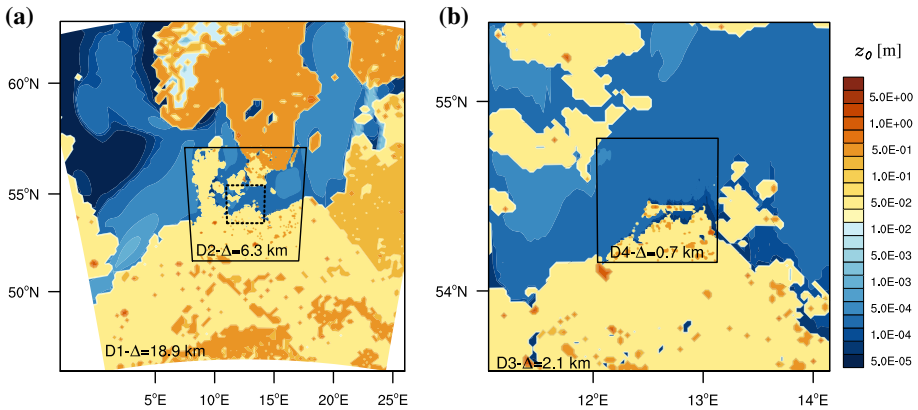 (a)
(b)
z₀ [m]
60°N
55°N
50°N
5°E
10°E
15°E
20°E
25°E
D2-Δ=6.3 km
D1-Δ=18.9 km
55°N
54°N
12°E
13°E
14°E
D4-Δ=0.7 km
D3-Δ=2.1 km
5.0E+00
1.0E+00
5.0E-01
1.0E-01
5.0E-02
1.0E-02
5.0E-03
5.0E-04
1.0E-04
5.0E-05